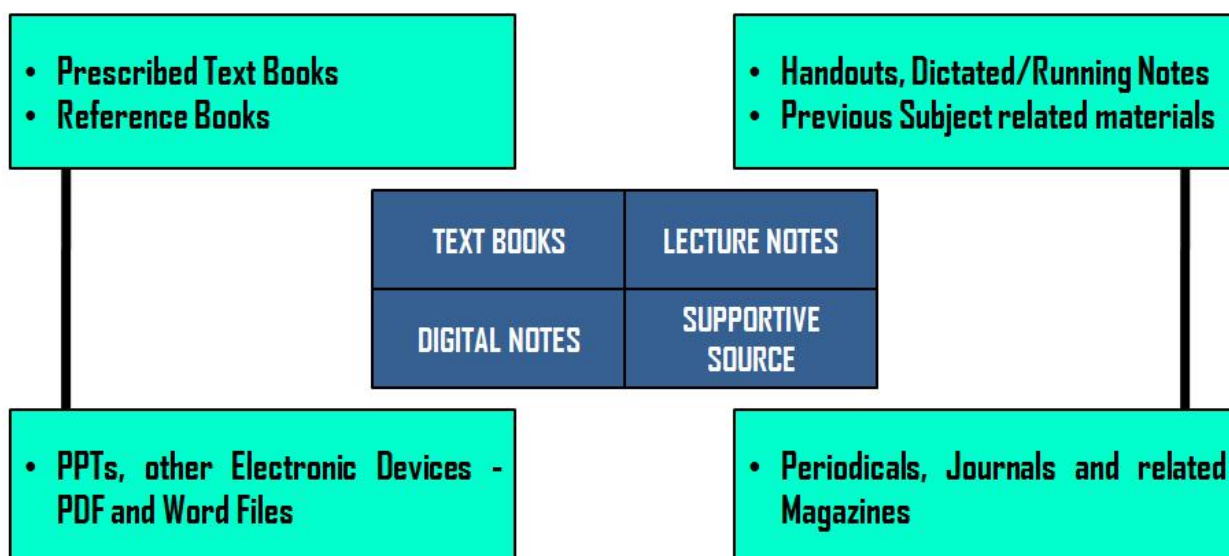 • Prescribed Text Books
• Reference Books
• Handouts, Dictated/Running Notes
• Previous Subject related materials
TEXT BOOKS
LECTURE NOTES
DIGITAL NOTES
SUPPORTIVE
SOURCE
• PPTs, other Electronic Devices -
PDF and Word Files
• Periodicals, Journals and related
Magazines